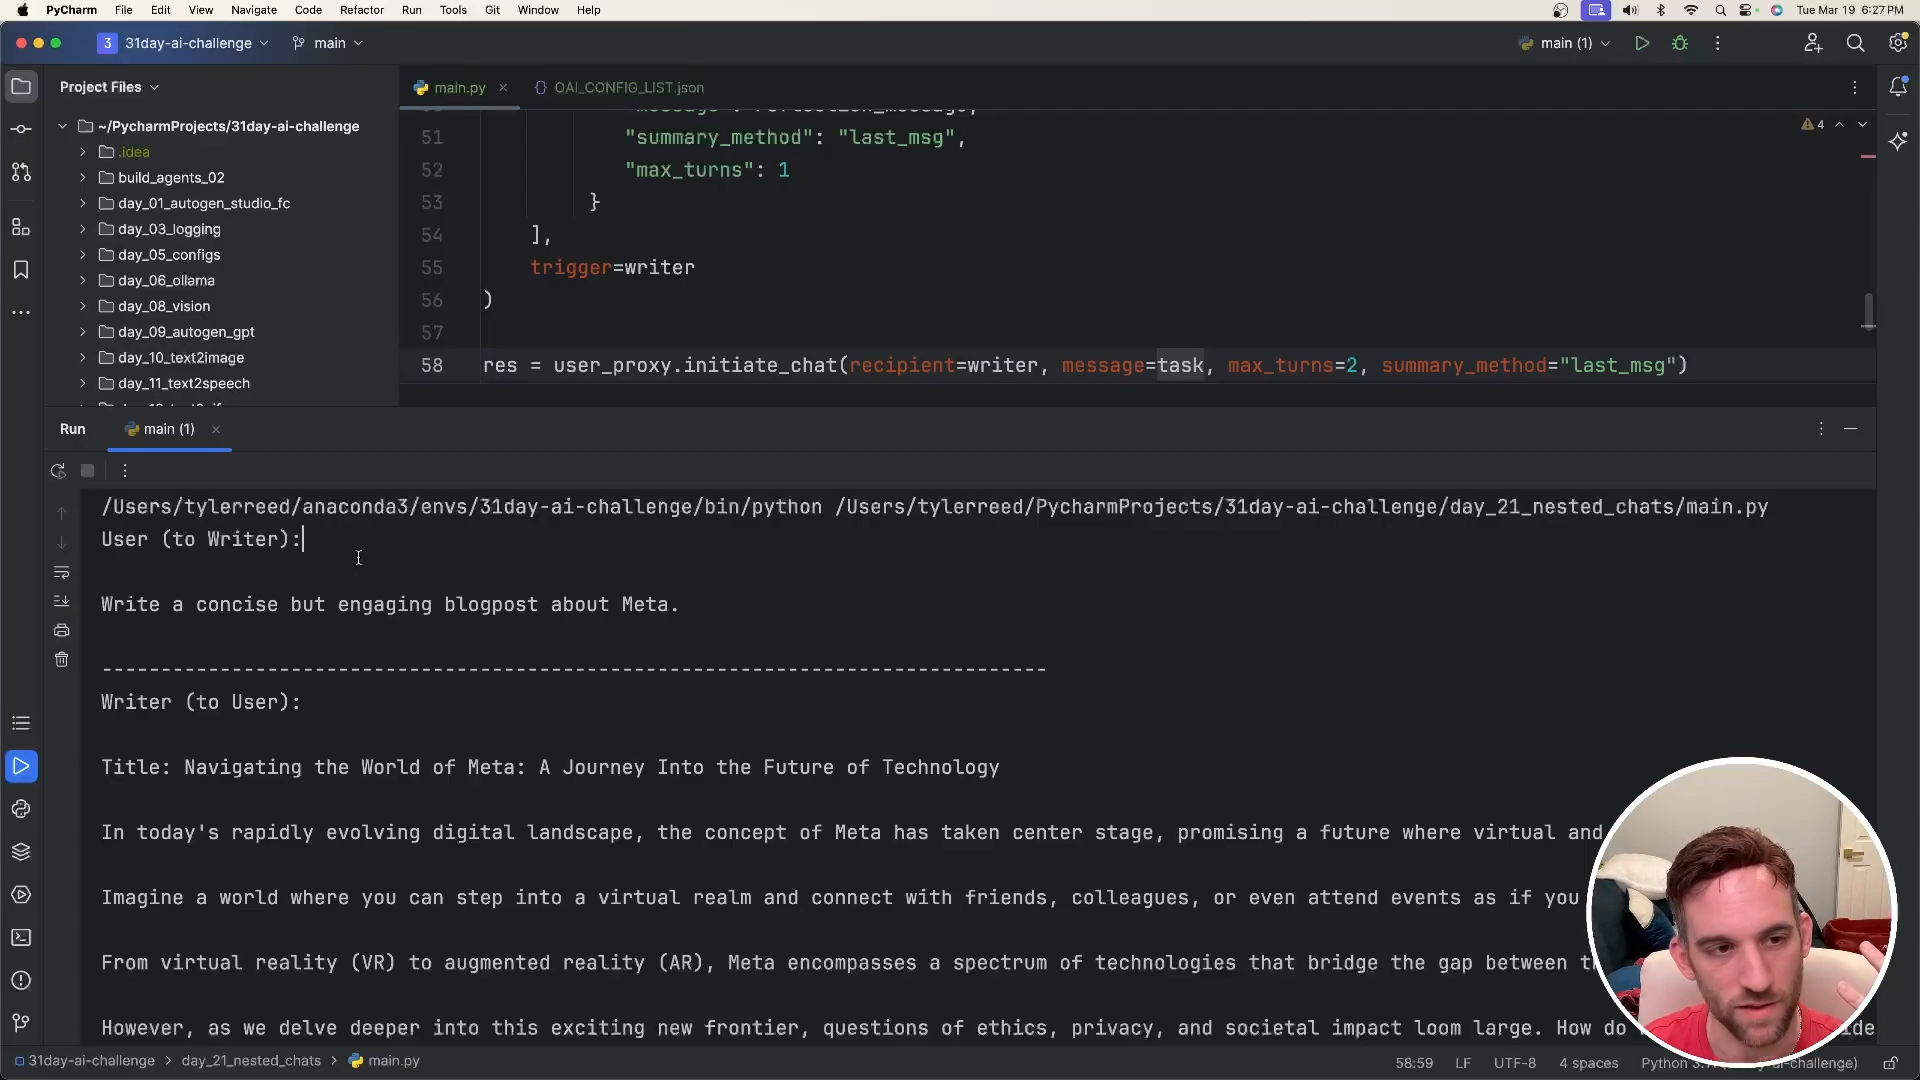 PyCharm File Edit View Navigate Code Refactor Run Tools Git Window Help Tue Mar 19 6:27 PM
3 31day-ai-challenge main main (1)
Project Files
~/PycharmProjects/31day-ai-challenge
.idea
build_agents_02
day_01_autogen_studio_fc
day_03_logging
day_05_configs
day_06_ollama
day_08_vision
day_09_autogen_gpt
day_10_text2image
day_11_text2speech
main.py OAI_CONFIG_LIST.json
4
51 "summary_method": "last_msg",
52 "max_turns": 1
53 }
54 ],
55 trigger=writer
56 )
57
58 res = user_proxy.initiate_chat(recipient=writer, message=task, max_turns=2, summary_method="last_msg")
Run main (1)
/Users/tylerreed/anaconda3/envs/31day-ai-challenge/bin/python /Users/tylerreed/PycharmProjects/31day-ai-challenge/day_21_nested_chats/main.py
User (to Writer):
Write a concise but engaging blogpost about Meta.
--------------------------------------------------------------------------------
Writer (to User):
Title: Navigating the World of Meta: A Journey Into the Future of Technology
In today's rapidly evolving digital landscape, the concept of Meta has taken center stage, promising a future where virtual and
Imagine a world where you can step into a virtual realm and connect with friends, colleagues, or even attend events as if you
From virtual reality (VR) to augmented reality (AR), Meta encompasses a spectrum of technologies that bridge the gap between
However, as we delve deeper into this exciting new frontier, questions of ethics, privacy, and societal impact loom large. How do
31day-ai-challenge > day_21_nested_chats > main.py 58:59 LF UTF-8 4 spaces